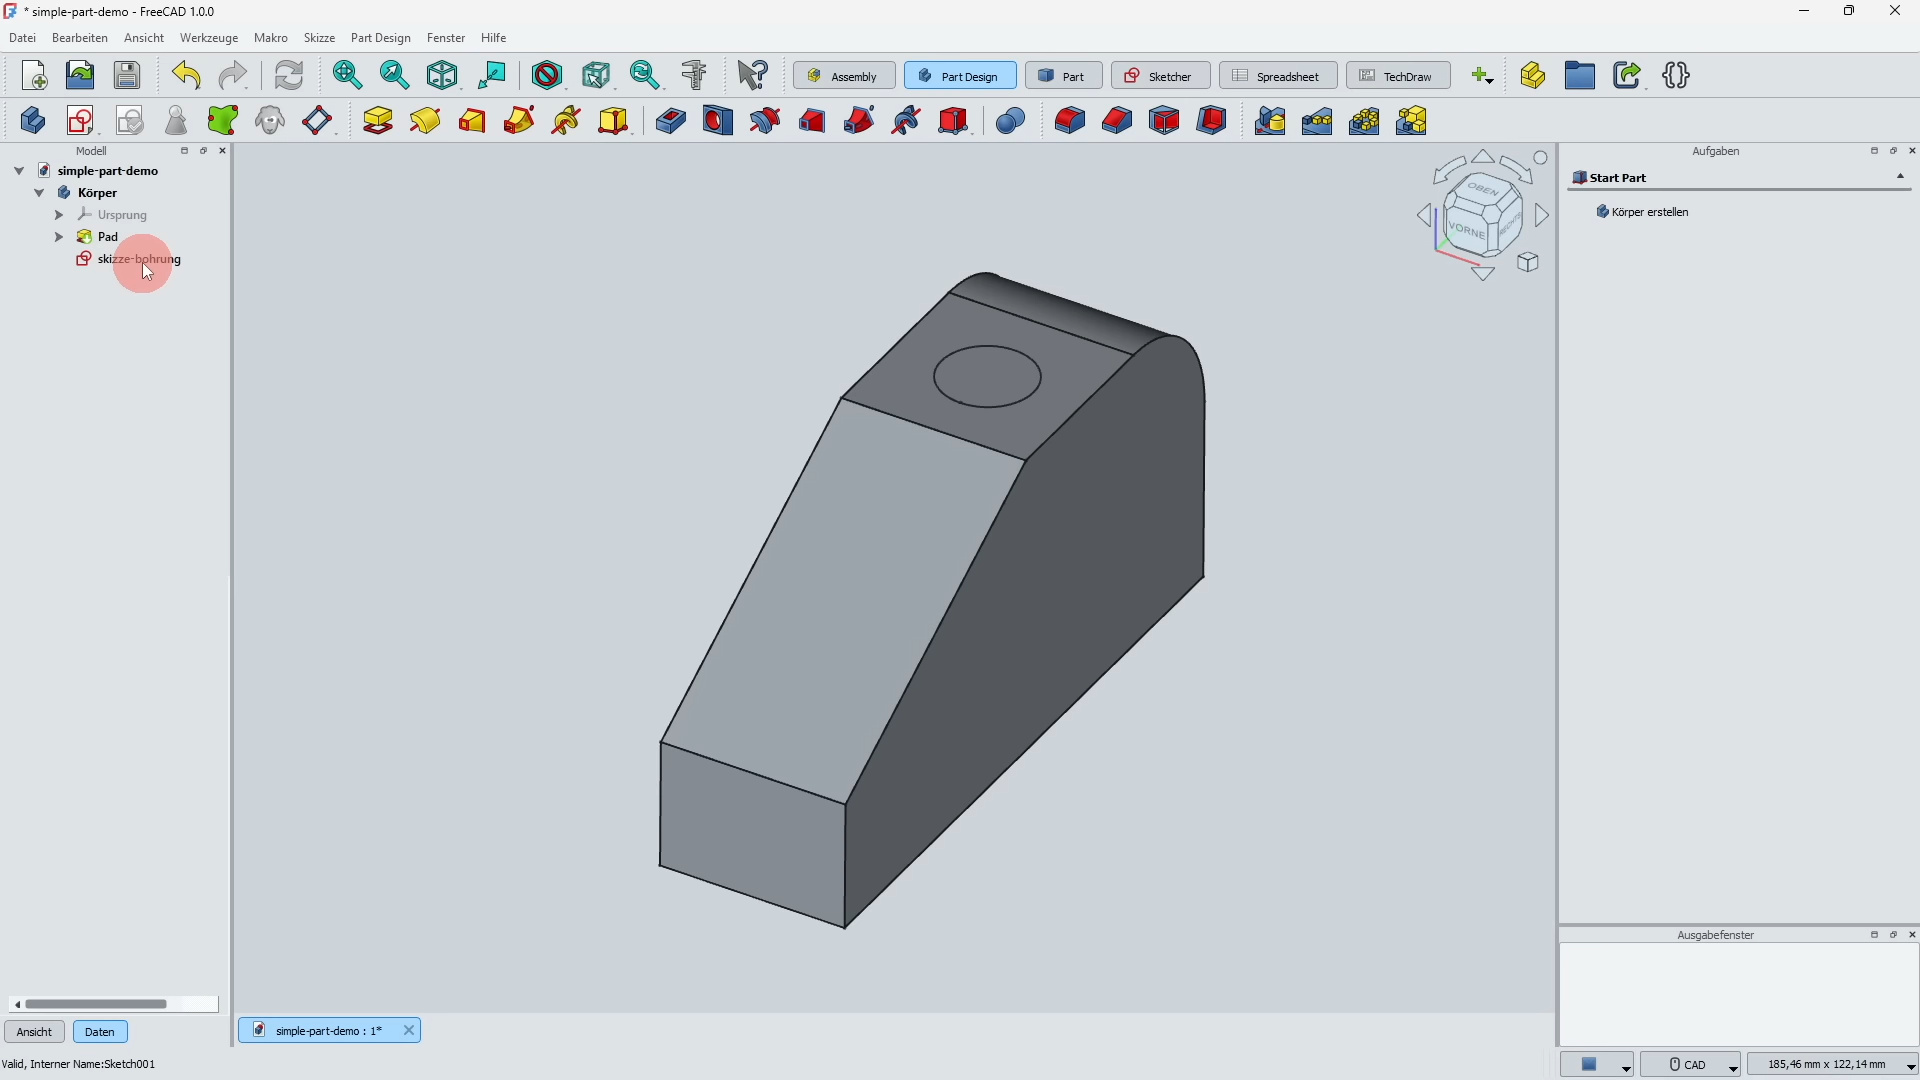 * simple-part-demo - FreeCAD 1.0.0
Datei Bearbeiten Ansicht Werkzeuge Makro Skizze Part Design Fenster Hilfe
Assembly Part Design Part Sketcher Spreadsheet TechDraw
Modell
simple-part-demo
Körper
Ursprung
Pad
skizze-bohrung
OBEN
VORNE
RECHTS
Aufgaben
Start Part
Körper erstellen
Ausgabefenster
Ansicht Daten
simple-part-demo : 1*
Valid, Interner Name:Sketch001
CAD
185,46 mm x 122,14 mm